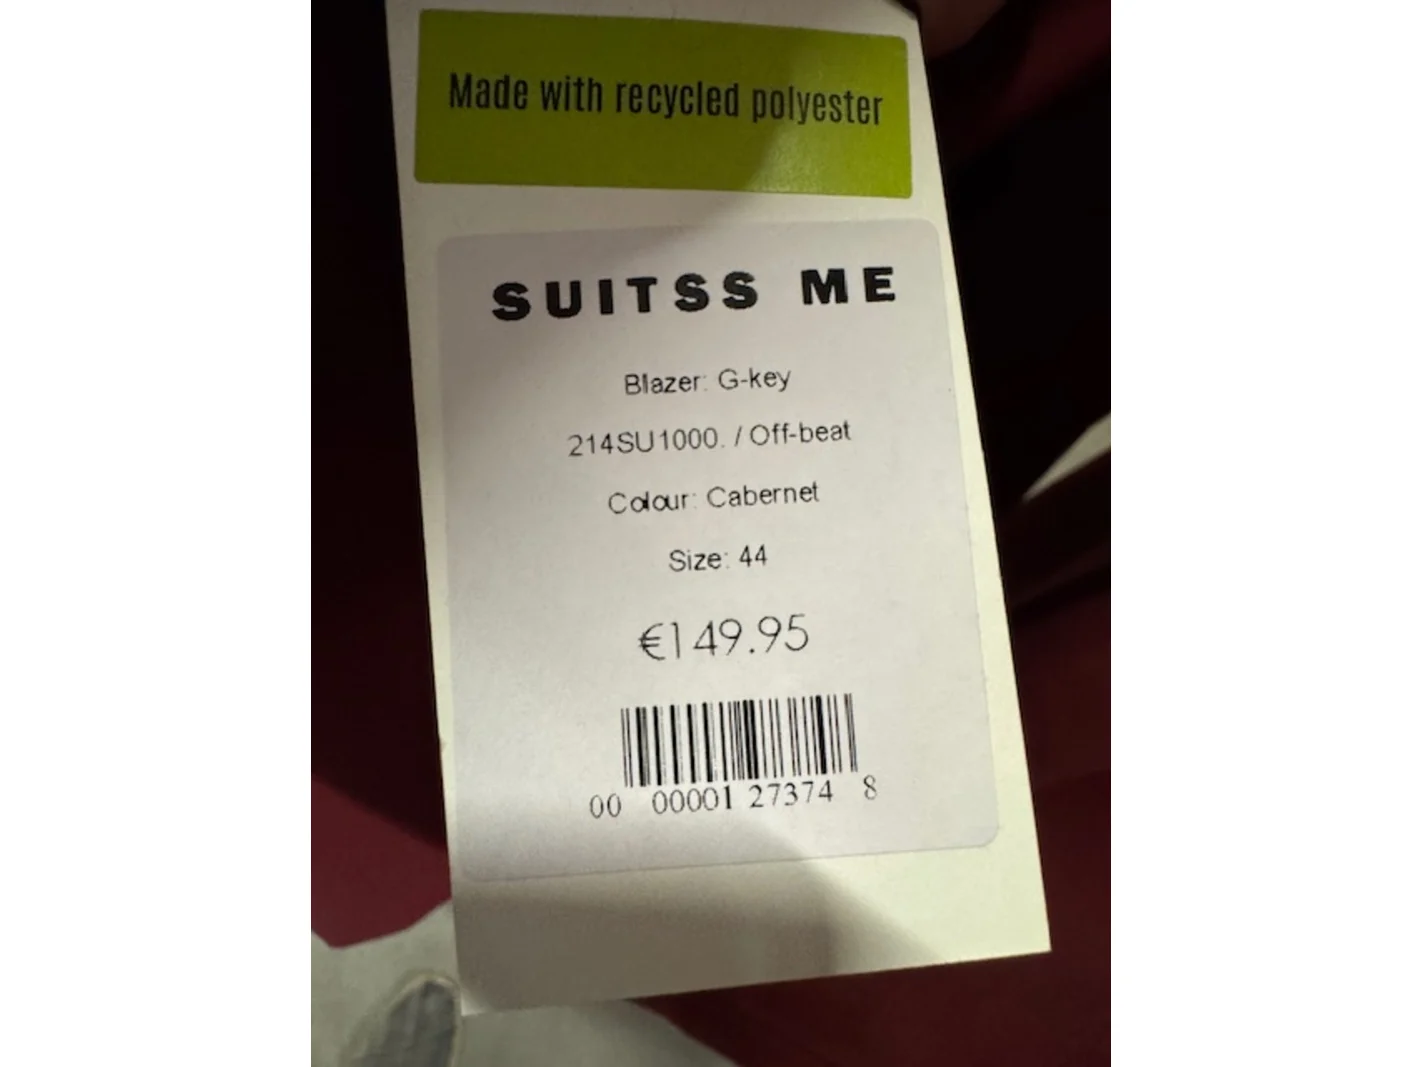 Made with recycled polyester
SUITSS ME
Blazer: G-key
214SU1000. / Off-beat
Colour: Cabernet
Size: 44
€149.95
00 00001 27374 8